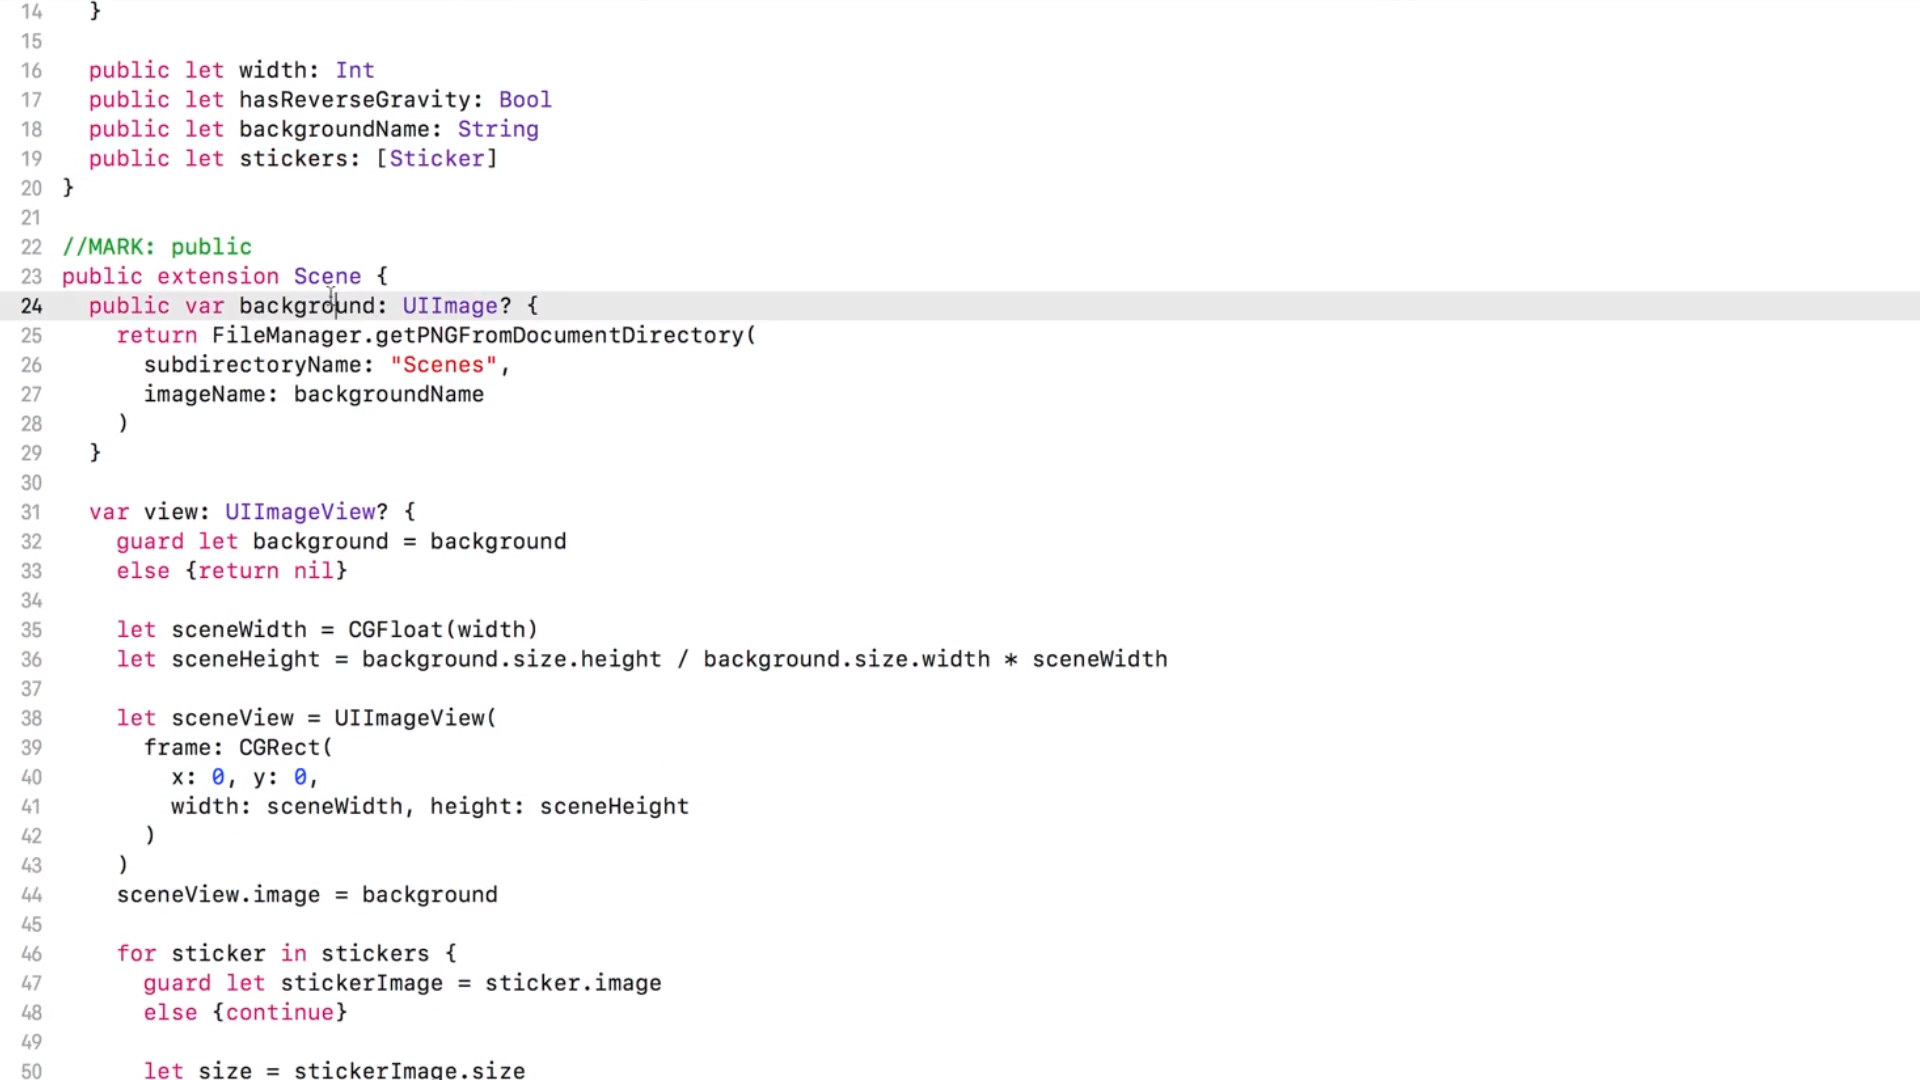 14 }
15
16 public let width: Int
17 public let hasReverseGravity: Bool
18 public let backgroundName: String
19 public let stickers: [Sticker]
20 }
21
22 //MARK: public
23 public extension Scene {
24 public var background: UIImage? {
25 return FileManager.getPNGFromDocumentDirectory(
26 subdirectoryName: "Scenes",
27 imageName: backgroundName
28 )
29 }
30
31 var view: UIImageView? {
32 guard let background = background
33 else {return nil}
34
35 let sceneWidth = CGFloat(width)
36 let sceneHeight = background.size.height / background.size.width * sceneWidth
37
38 let sceneView = UIImageView(
39 frame: CGRect(
40 x: 0, y: 0,
41 width: sceneWidth, height: sceneHeight
42 )
43 )
44 sceneView.image = background
45
46 for sticker in stickers {
47 guard let stickerImage = sticker.image
48 else {continue}
49
50 let size = stickerImage.size